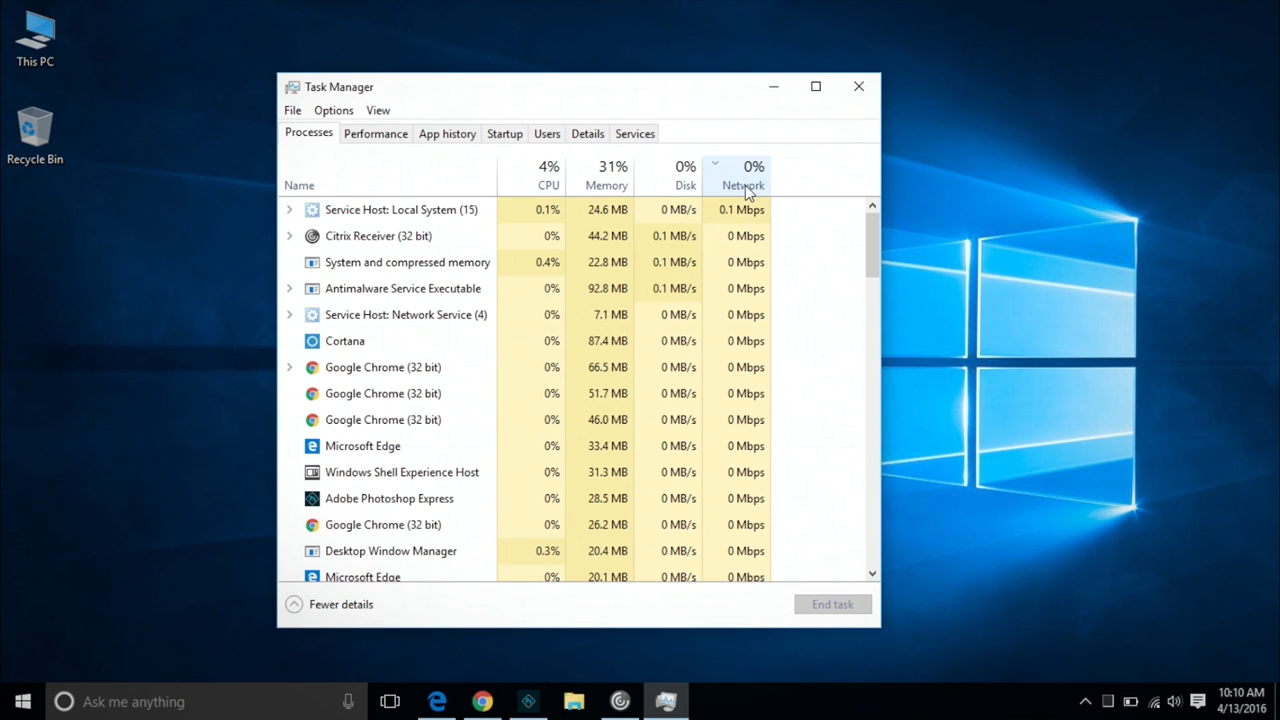 This PC
Recycle Bin
Task Manager
File Options View
Processes Performance App history Startup Users Details Services
4% 31% 0% 0%
Name CPU Memory Disk Network
Service Host: Local System (15) 0.1% 24.6 MB 0 MB/s 0.1 Mbps
Citrix Receiver (32 bit) 0% 44.2 MB 0.1 MB/s 0 Mbps
System and compressed memory 0.4% 22.8 MB 0.1 MB/s 0 Mbps
Antimalware Service Executable 0% 92.8 MB 0.1 MB/s 0 Mbps
Service Host: Network Service (4) 0% 7.1 MB 0 MB/s 0 Mbps
Cortana 0% 87.4 MB 0 MB/s 0 Mbps
Google Chrome (32 bit) 0% 66.5 MB 0 MB/s 0 Mbps
Google Chrome (32 bit) 0% 51.7 MB 0 MB/s 0 Mbps
Google Chrome (32 bit) 0% 46.0 MB 0 MB/s 0 Mbps
Microsoft Edge 0% 33.4 MB 0 MB/s 0 Mbps
Windows Shell Experience Host 0% 31.3 MB 0 MB/s 0 Mbps
Adobe Photoshop Express 0% 28.5 MB 0 MB/s 0 Mbps
Google Chrome (32 bit) 0% 26.2 MB 0 MB/s 0 Mbps
Desktop Window Manager 0.3% 20.4 MB 0 MB/s 0 Mbps
Microsoft Edge 0% 20.1 MB 0 MB/s 0 Mbps
Fewer details End task
Ask me anything
10:10 AM
4/13/2016